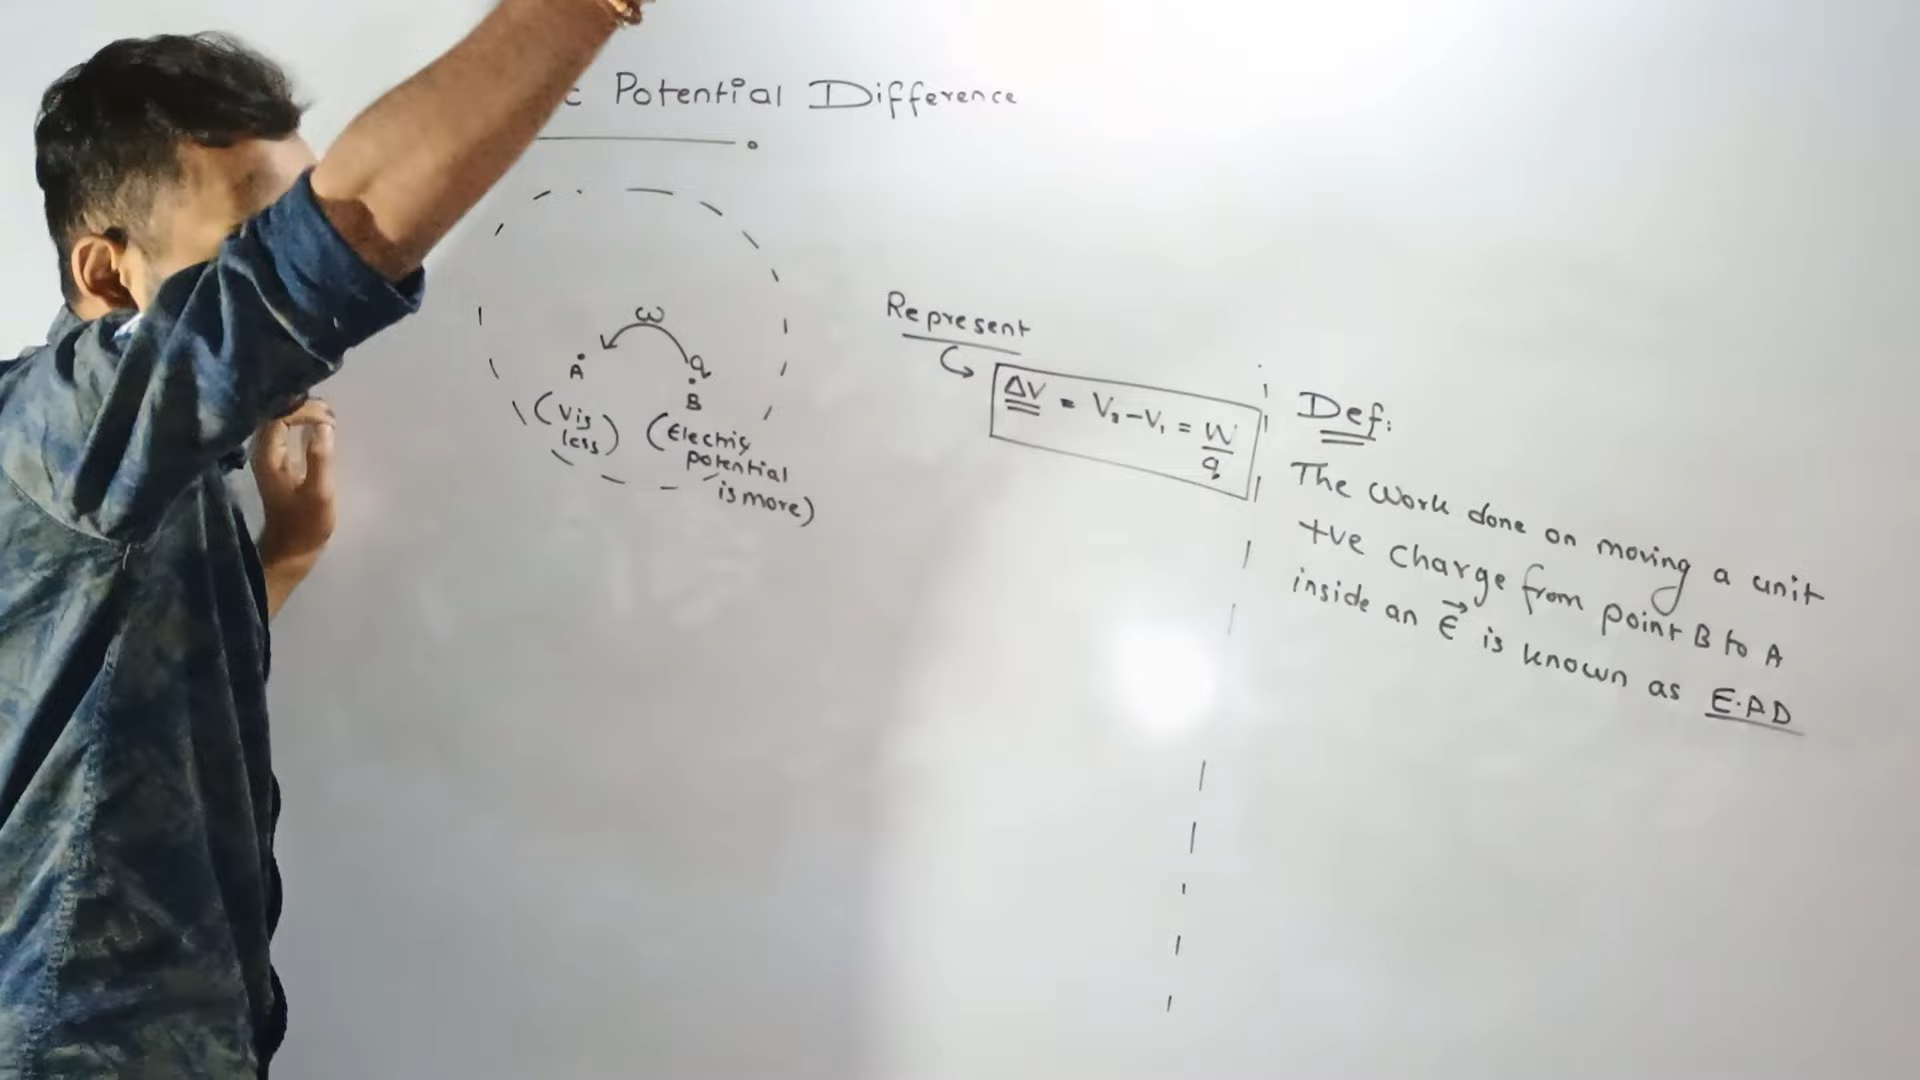 c Potential Difference
ω
q
A
B
(V is
less)
(Electric
potential
is more)
Represent
ΔV = V₂-V₁ = W/q
Def:
The Work done on moving a unit
+ve charge from point B to A
inside an E⃗ is known as E.P.D